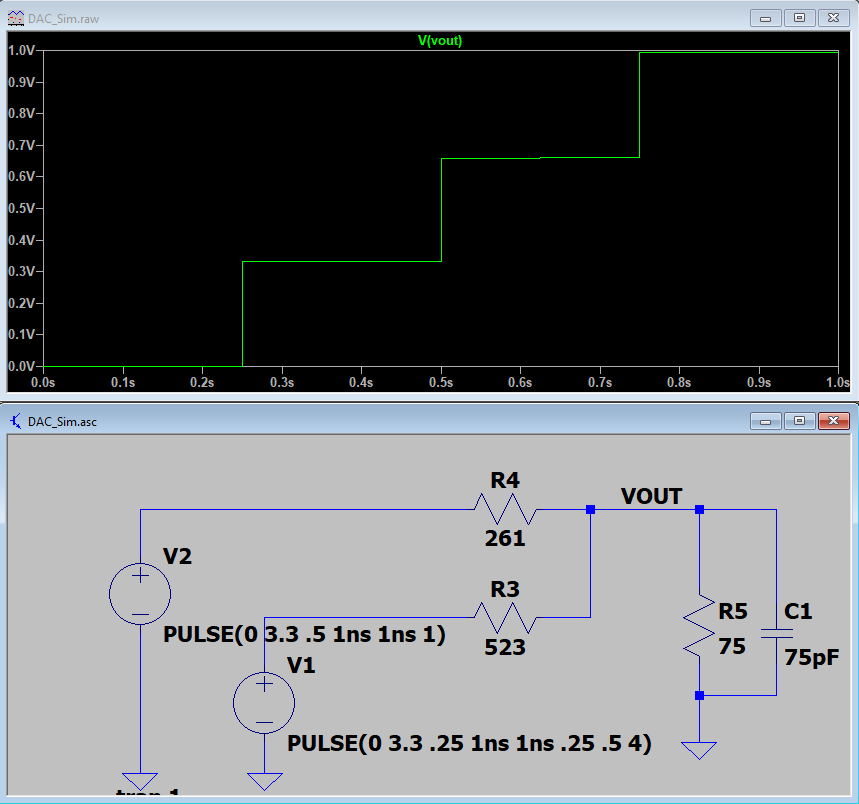 DAC_Sim.raw
V(vout)
1.0V
0.9V
0.8V
0.7V
0.6V
0.5V
0.4V
0.3V
0.2V
0.1V
0.0V
0.0s 0.1s 0.2s 0.3s 0.4s 0.5s 0.6s 0.7s 0.8s 0.9s 1.0s
DAC_Sim.asc
R4
VOUT
261
V2
R3
R5
C1
PULSE(0 3.3 .5 1ns 1ns 1)
523
75
75pF
V1
PULSE(0 3.3 .25 1ns 1ns .25 .5 4)